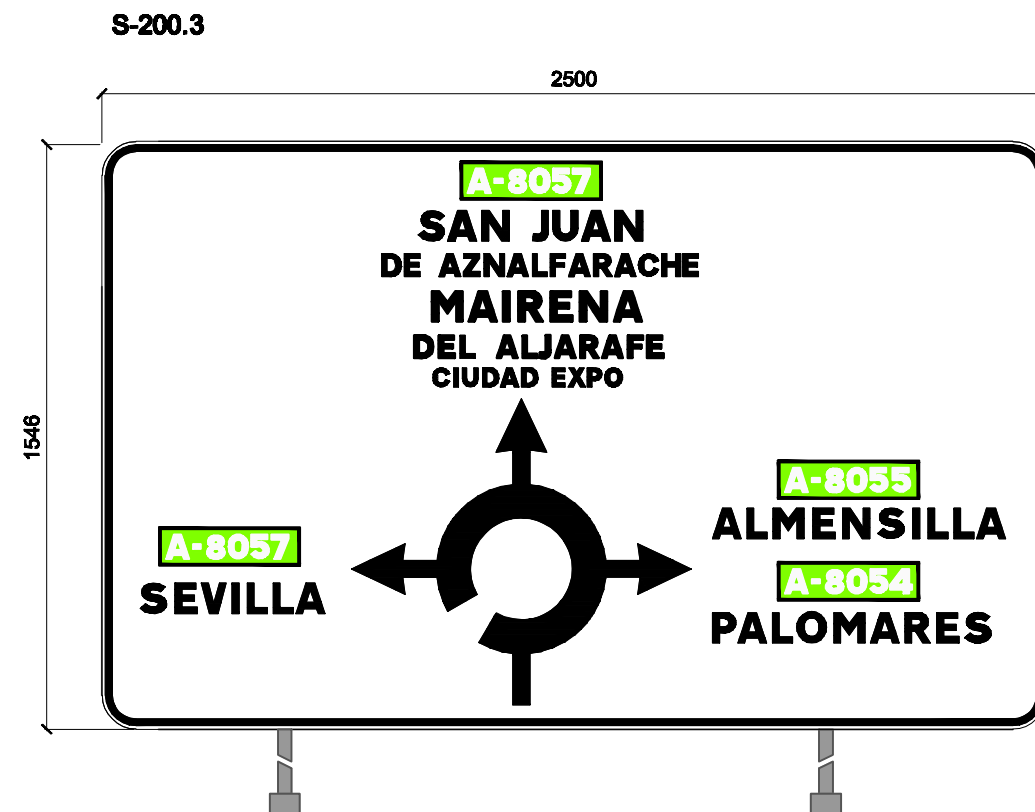 S-200.3
2500
1546
A-8057
SAN JUAN
DE AZNALFARACHE
MAIRENA
DEL ALJARAFE
CIUDAD EXPO
A-8057
SEVILLA
A-8055
ALMENSILLA
A-8054
PALOMARES